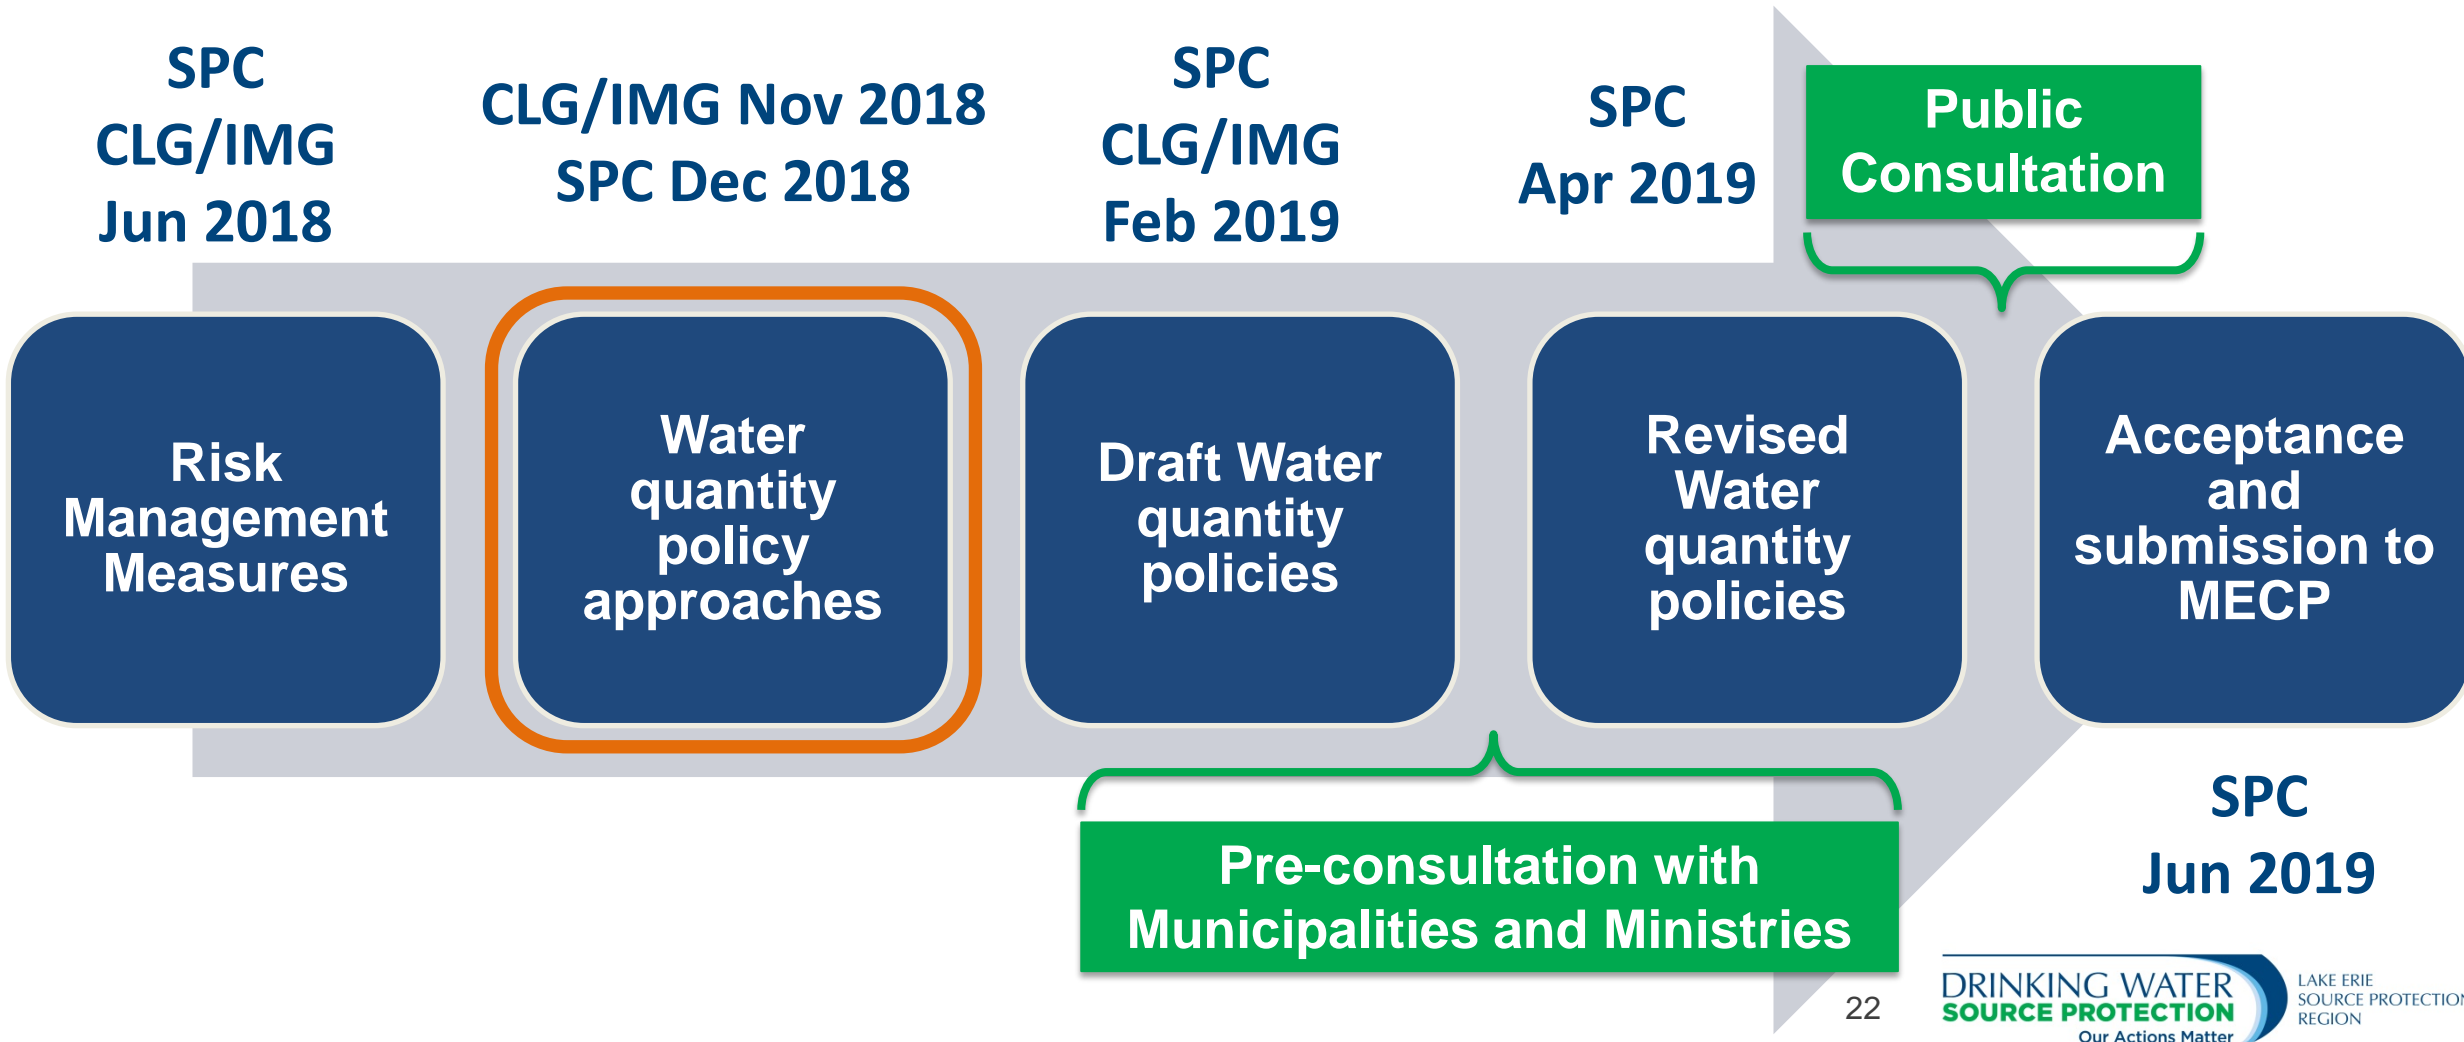 SPC
CLG/IMG
Jun 2018
CLG/IMG Nov 2018
SPC Dec 2018
SPC
CLG/IMG
Feb 2019
SPC
Apr 2019
Public
Consultation
Risk
Management
Measures
Water
quantity
policy
approaches
Draft Water
quantity
policies
Revised
Water
quantity
policies
Acceptance
and
submission to
MECP
Pre-consultation with
Municipalities and Ministries
SPC
Jun 2019
22
DRINKING WATER
SOURCE PROTECTION
Our Actions Matter
LAKE ERIE
SOURCE PROTECTION
REGION